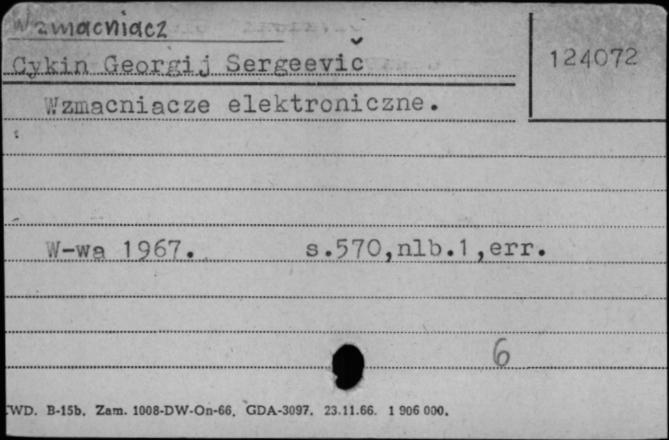 Wzmacniacz
Cykin Georgij Sergeevič
124072
Wzmacniacze elektroniczne.
W-wa 1967. s.570,nlb.1,err.
6
WD. B-15b. Zam. 1008-DW-On-66. GDA-3097. 23.11.66. 1 906 000.